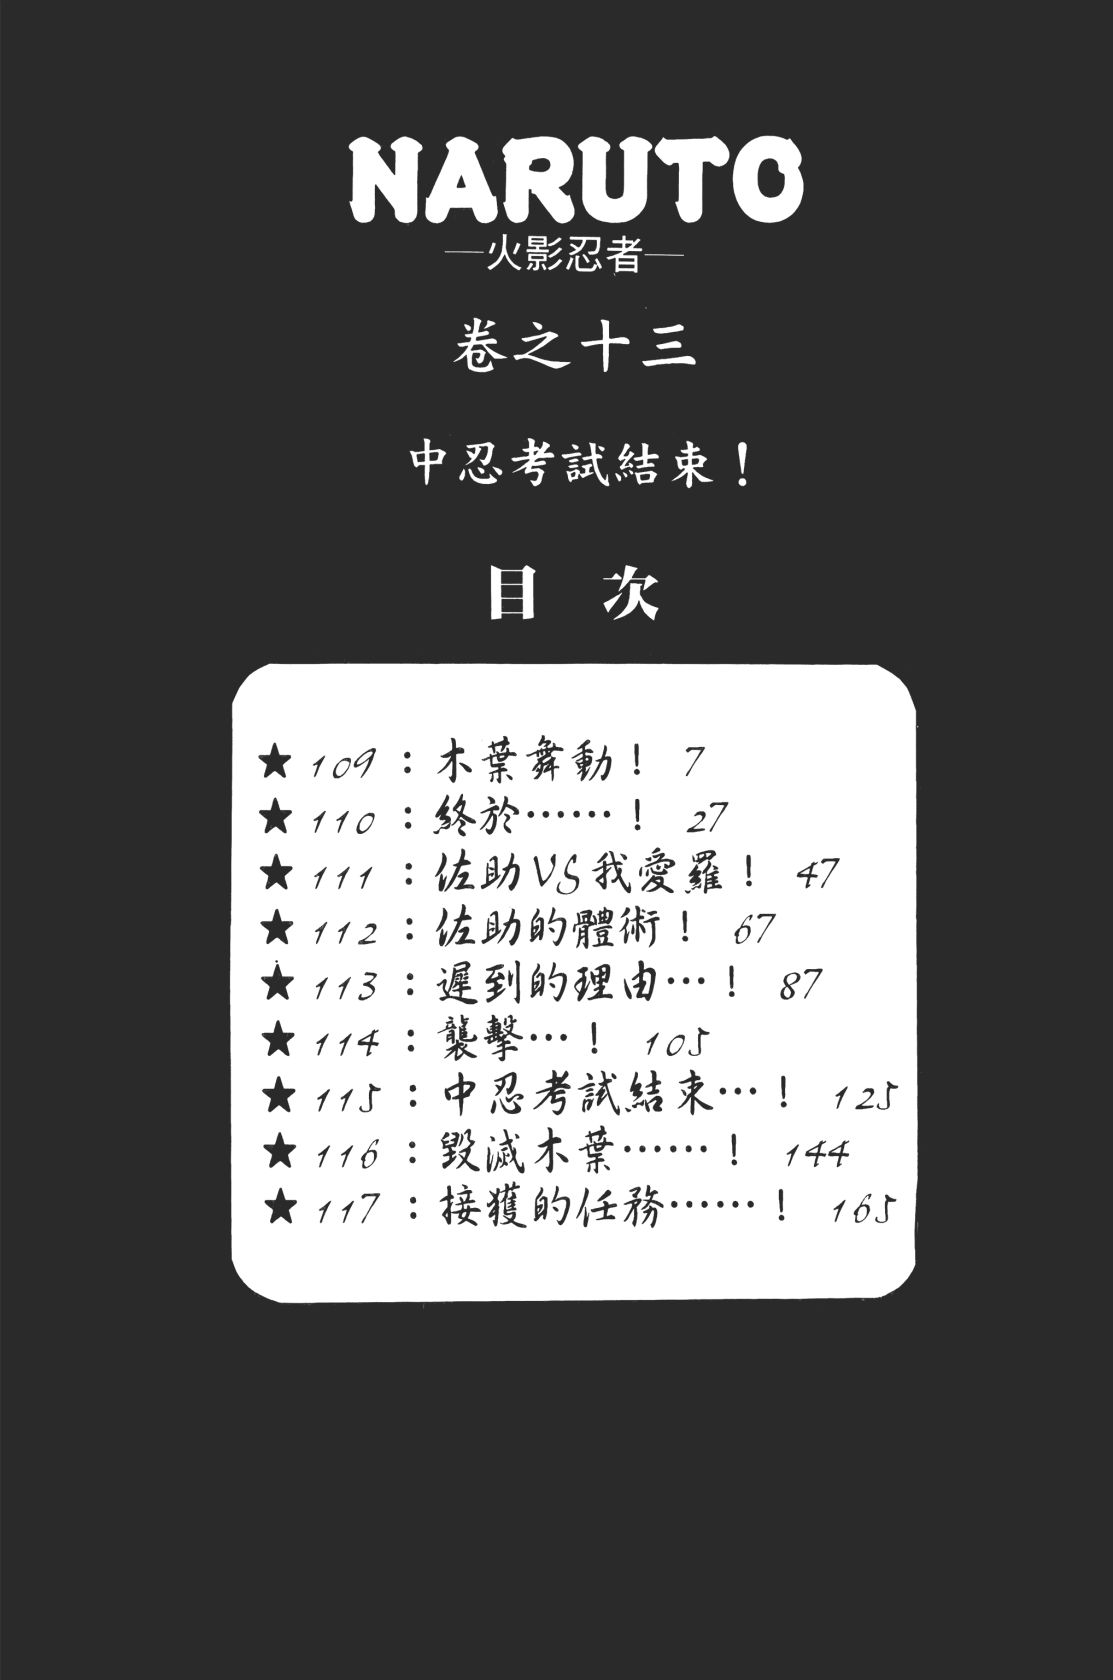 NARUTO
—火影忍者—
卷之十三
中忍考試結束！
目 次
★ 109：木葉舞動！ 7
★ 110：終於……！ 27
★ 111：佐助VS我愛羅！ 47
★ 112：佐助的體術！ 67
★ 113：遲到的理由…！ 87
★ 114：襲擊…！ 105
★ 115：中忍考試結束…！ 125
★ 116：毀滅木葉……！ 144
★ 117：接獲的任務……！ 165